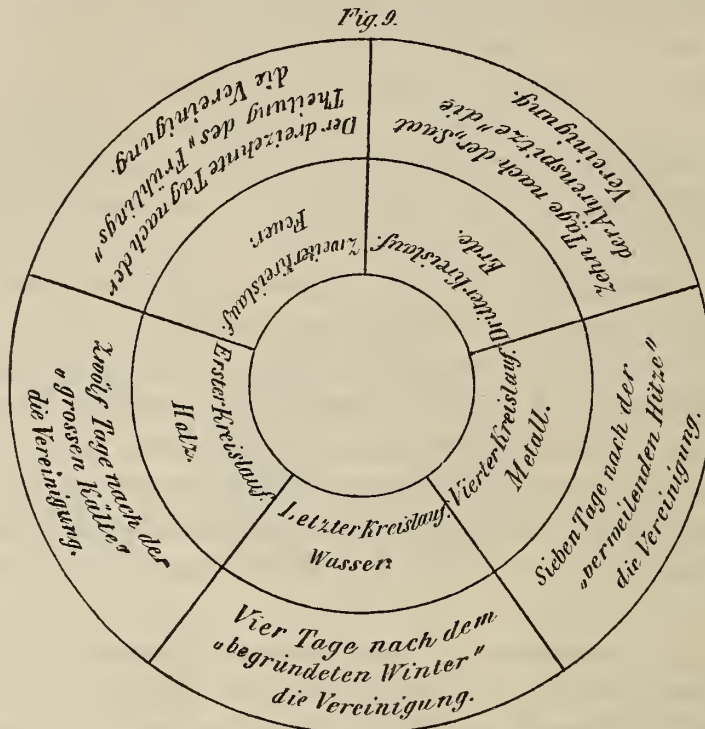 Fig. 9.
Der dreizehnte Tag nach der
Theilung des „Frühlings"
die Vereinigung.
Zweiter Kreislauf.
Feuer.
Zehn Tage nach der „Saat
der Ährenspitze" die
Vereinigung.
Dritter Kreislauf.
Erde.
Sieben Tage nach der
„verweilenden Hitze"
die Vereinigung.
Vierter Kreislauf.
Metall.
Letzter Kreislauf.
Wasser.
Vier Tage nach dem
„begründeten Winter"
die Vereinigung.
Erster Kreislauf.
Holz.
Zwölf Tage nach der
„grossen Kälte"
die Vereinigung.